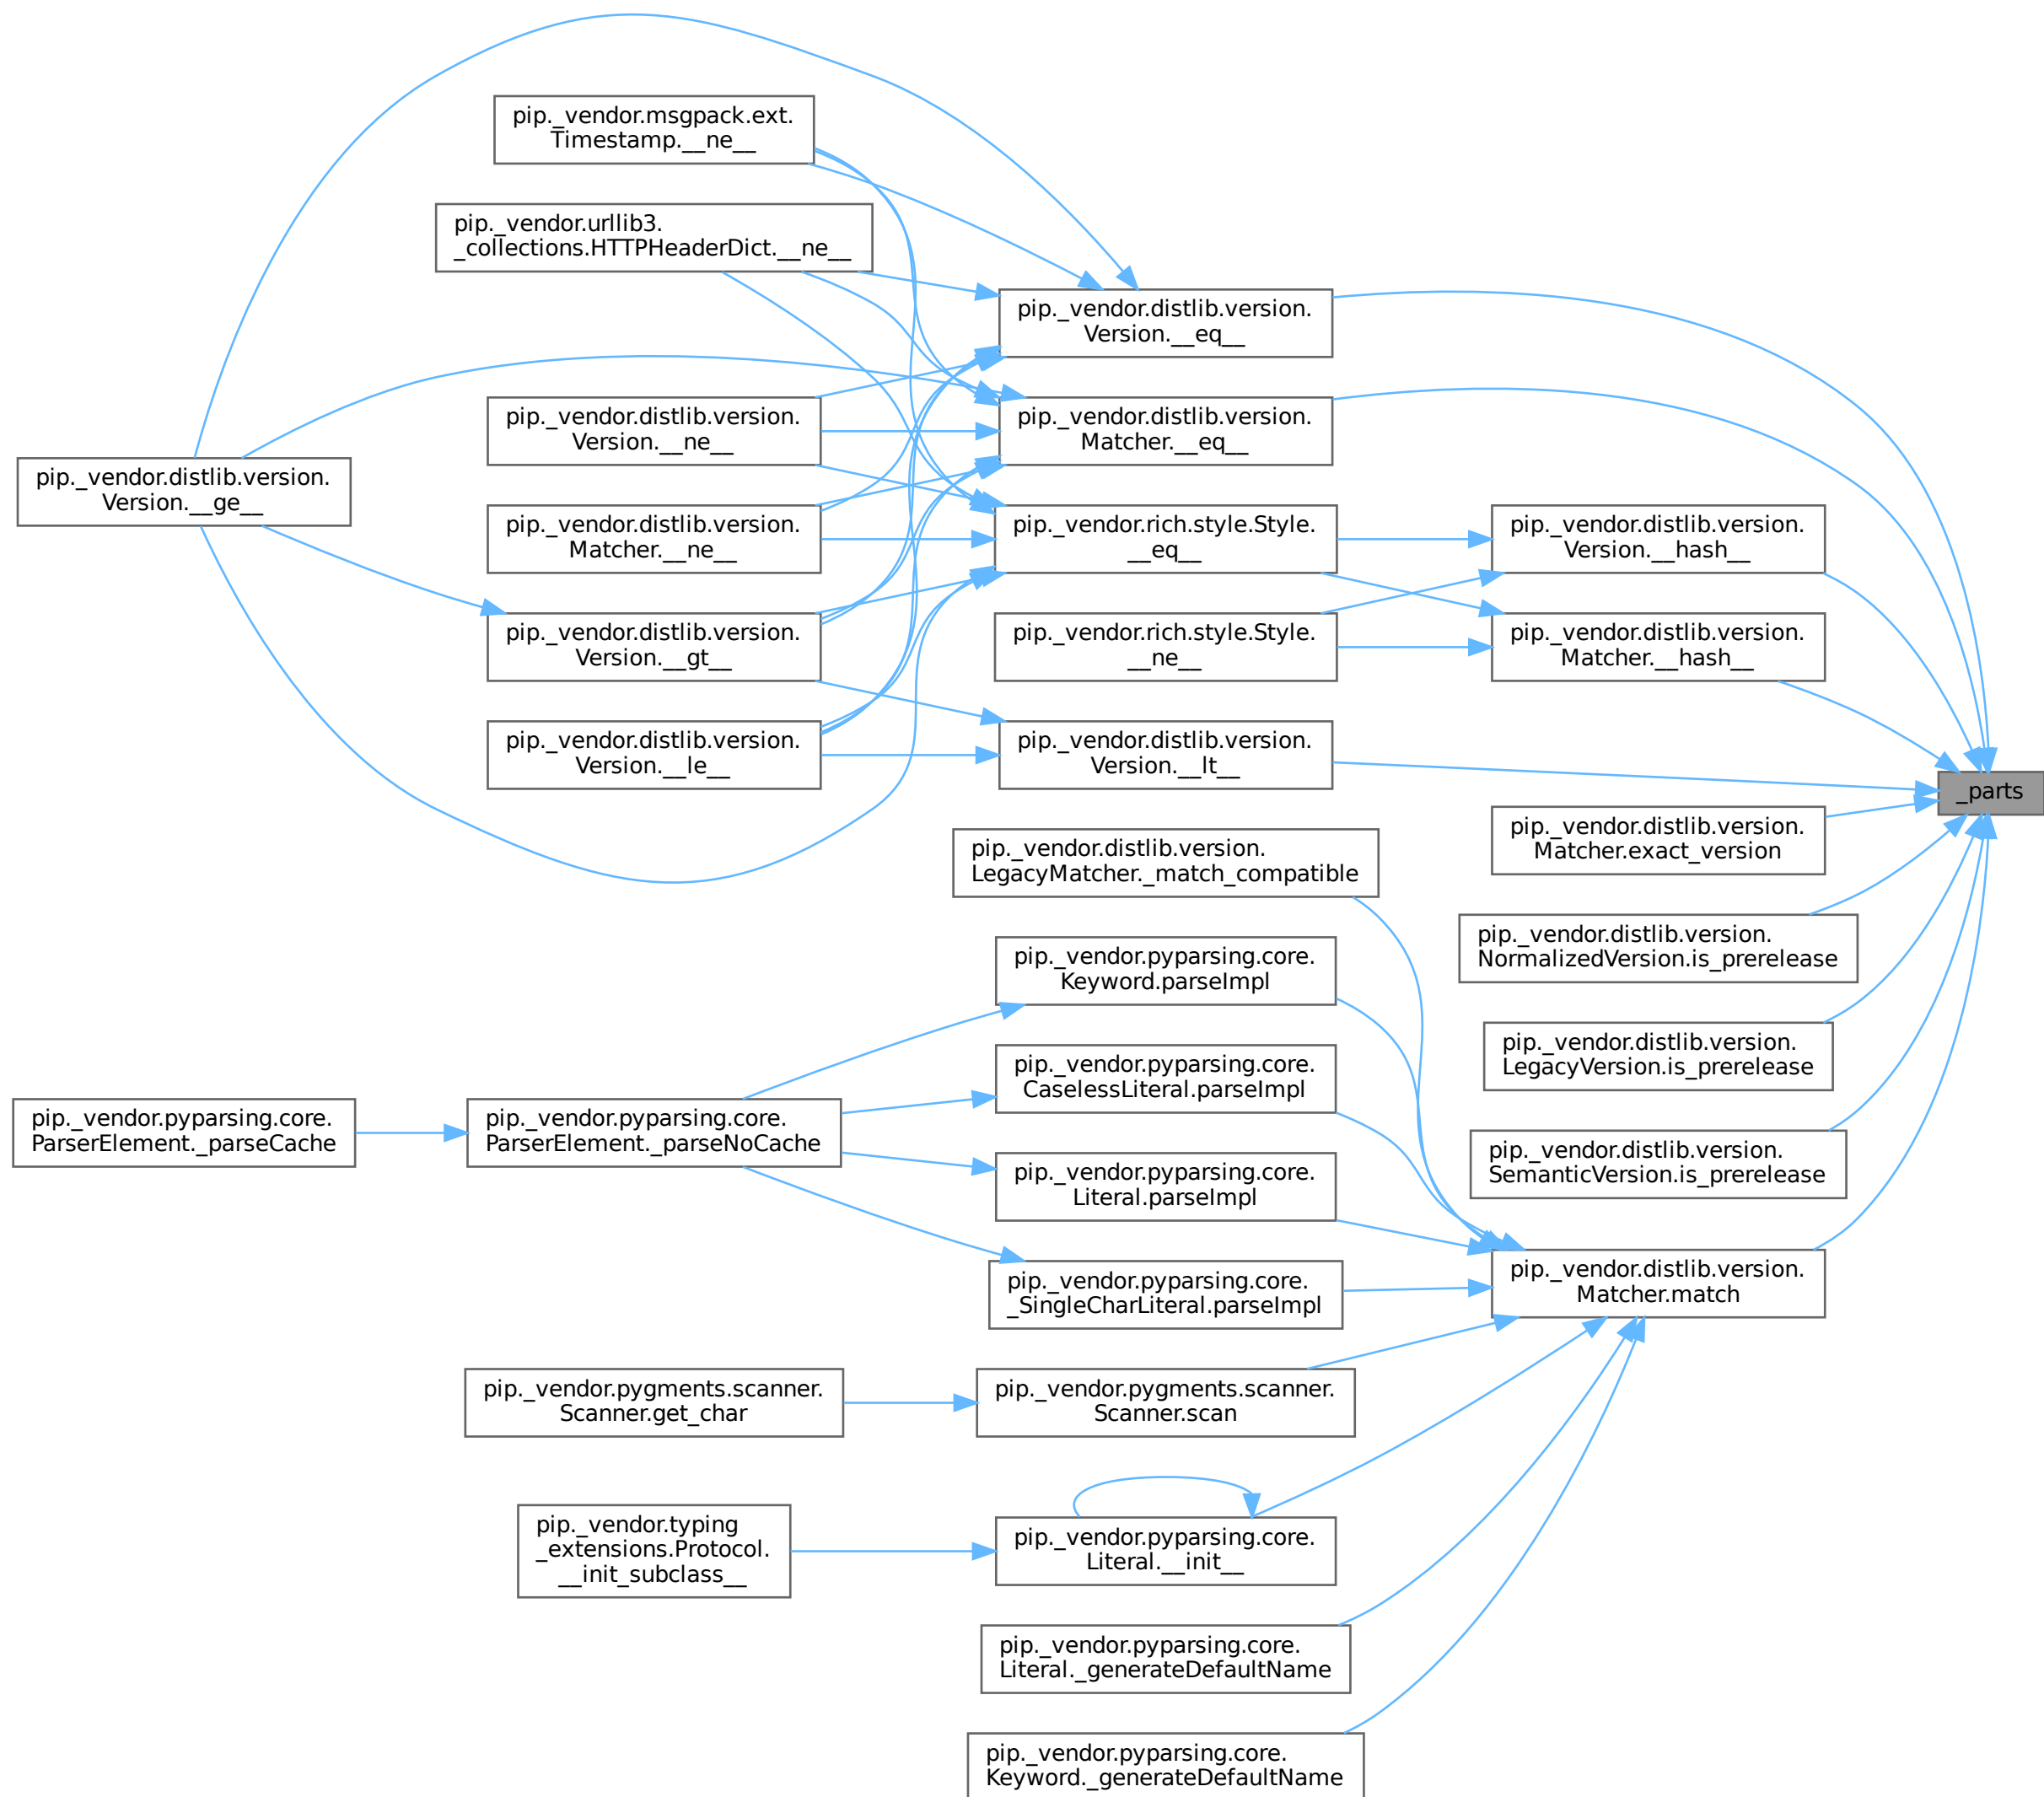 pip._vendor.msgpack.ext.
Timestamp.__ne__
pip._vendor.urllib3.
_collections.HTTPHeaderDict.__ne__
pip._vendor.distlib.version.
Version.__eq__
pip._vendor.distlib.version.
Version.__ne__
pip._vendor.distlib.version.
Matcher.__eq__
pip._vendor.distlib.version.
Version.__ge__
pip._vendor.distlib.version.
Matcher.__ne__
pip._vendor.rich.style.Style.
__eq__
pip._vendor.distlib.version.
Version.__hash__
pip._vendor.distlib.version.
Version.__gt__
pip._vendor.rich.style.Style.
__ne__
pip._vendor.distlib.version.
Matcher.__hash__
pip._vendor.distlib.version.
Version.__le__
pip._vendor.distlib.version.
Version.__lt__
_parts
pip._vendor.distlib.version.
Matcher.exact_version
pip._vendor.distlib.version.
LegacyMatcher._match_compatible
pip._vendor.distlib.version.
NormalizedVersion.is_prerelease
pip._vendor.pyparsing.core.
Keyword.parseImpl
pip._vendor.distlib.version.
LegacyVersion.is_prerelease
pip._vendor.pyparsing.core.
CaselessLiteral.parseImpl
pip._vendor.pyparsing.core.
ParserElement._parseCache
pip._vendor.pyparsing.core.
ParserElement._parseNoCache
pip._vendor.distlib.version.
SemanticVersion.is_prerelease
pip._vendor.pyparsing.core.
Literal.parseImpl
pip._vendor.distlib.version.
Matcher.match
pip._vendor.pyparsing.core.
_SingleCharLiteral.parseImpl
pip._vendor.pygments.scanner.
Scanner.get_char
pip._vendor.pygments.scanner.
Scanner.scan
pip._vendor.typing
_extensions.Protocol.
__init_subclass__
pip._vendor.pyparsing.core.
Literal.__init__
pip._vendor.pyparsing.core.
Literal._generateDefaultName
pip._vendor.pyparsing.core.
Keyword._generateDefaultName